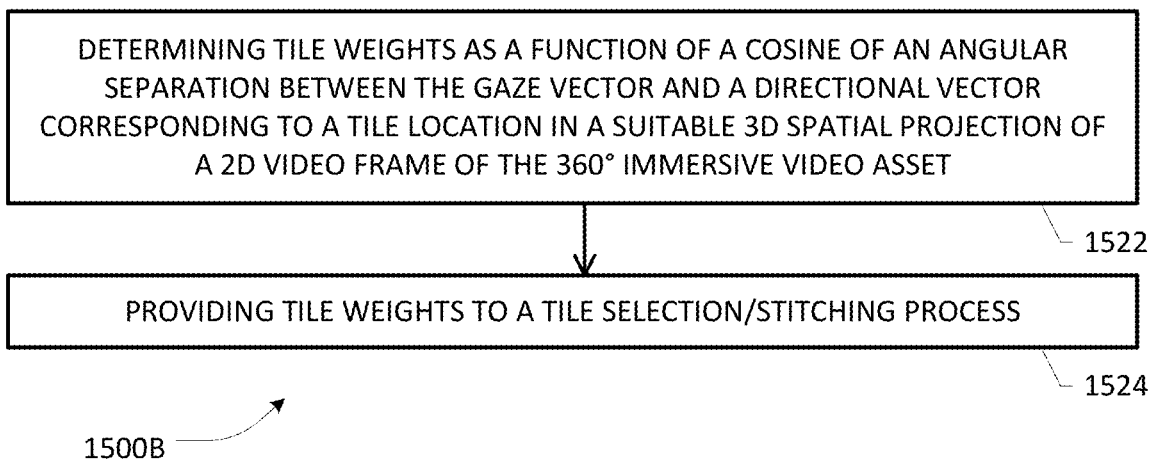 DETERMINING TILE WEIGHTS AS A FUNCTION OF A COSINE OF AN ANGULAR
SEPARATION BETWEEN THE GAZE VECTOR AND A DIRECTIONAL VECTOR
CORRESPONDING TO A TILE LOCATION IN A SUITABLE 3D SPATIAL PROJECTION OF
A 2D VIDEO FRAME OF THE 360° IMMERSIVE VIDEO ASSET
1522
PROVIDING TILE WEIGHTS TO A TILE SELECTION/STITCHING PROCESS
1524
1500B